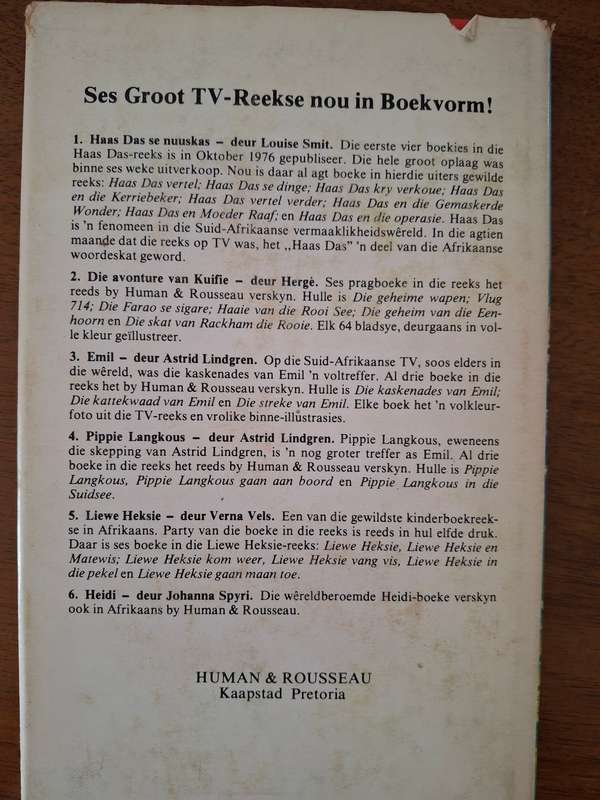 Ses Groot TV-Reekse nou in Boekvorm!
1. Haas Das se nuuskas – deur Louise Smit. Die eerste vier boekies in die
Haas Das-reeks is in Oktober 1976 gepubliseer. Die hele groot oplaag was
binne ses weke uitverkoop. Nou is daar al agt boeke in hierdie uiters gewilde
reeks: Haas Das vertel; Haas Das se dinge; Haas Das kry verkoue; Haas Das
en die Kerriebeker; Haas Das vertel verder; Haas Das en die Gemaskerde
Wonder; Haas Das en Moeder Raaf; en Haas Das en die operasie. Haas Das
is 'n fenomeen in die Suid-Afrikaanse vermaaklikheidswêreld. In die agtien
maande dat die reeks op TV was, het „Haas Das” 'n deel van die Afrikaanse
woordeskat geword.
2. Die avonture van Kuifie – deur Hergè. Ses pragboeke in die reeks het
reeds by Human & Rousseau verskyn. Hulle is Die geheime wapen; Vlug
714; Die Farao se sigare; Haaie van die Rooi See; Die geheim van die Een-
hoorn en Die skat van Rackham die Rooie. Elk 64 bladsye, deurgaans in vol-
le kleur geïllustreer.
3. Emil – deur Astrid Lindgren. Op die Suid-Afrikaanse TV, soos elders in
die wêreld, was die kaskenades van Emil 'n voltreffer. Al drie boeke in die
reeks het by Human & Rousseau verskyn. Hulle is Die kaskenades van Emil;
Die kattekwaad van Emil en Die streke van Emil. Elke boek het 'n volkleur-
foto uit die TV-reeks en vrolike binne-illustrasies.
4. Pippie Langkous – deur Astrid Lindgren. Pippie Langkous, eweneens
die skepping van Astrid Lindgren, is 'n nog groter treffer as Emil. Al drie
boeke in die reeks het reeds by Human & Rousseau verskyn. Hulle is Pippie
Langkous, Pippie Langkous gaan aan boord en Pippie Langkous in die
Suidsee.
5. Liewe Heksie – deur Verna Vels. Een van die gewildste kinderboekreek-
se in Afrikaans. Party van die boeke in die reeks is reeds in hul elfde druk.
Daar is ses boeke in die Liewe Heksie-reeks: Liewe Heksie, Liewe Heksie en
Matewis; Liewe Heksie kom weer, Liewe Heksie vang vis, Liewe Heksie in
die pekel en Liewe Heksie gaan maan toe.
6. Heidi – deur Johanna Spyri. Die wêreldberoemde Heidi-boeke verskyn
ook in Afrikaans by Human & Rousseau.
HUMAN & ROUSSEAU
Kaapstad Pretoria